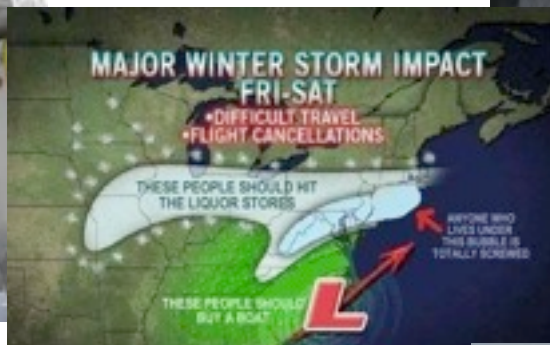 MAJOR WINTER STORM IMPACT
FRI-SAT
•DIFFICULT TRAVEL
•FLIGHT CANCELLATIONS
THESE PEOPLE SHOULD HIT
THE LIQUOR STORES
ANYONE WHO
LIVES UNDER
THIS BUBBLE IS
TOTALLY SCREWED
THESE PEOPLE SHOULD
BUY A BOAT
L